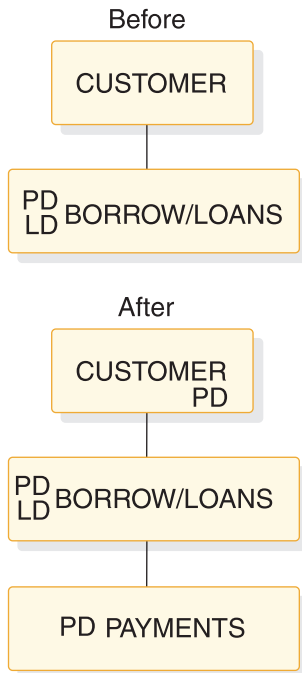 Before
CUSTOMER
PD
LD BORROW/LOANS
After
CUSTOMER
PD
PD
LD BORROW/LOANS
PD PAYMENTS